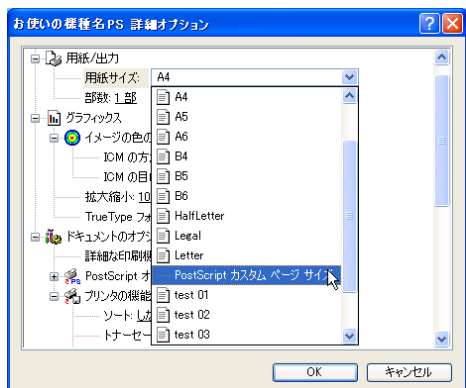 お使いの機種名PS 詳細オプション
用紙/出力
用紙サイズ: A4
部数: 1 部
A4
グラフィックス
A5
イメージの色の
A6
ICM の方
B4
ICM の目
B5
拡大縮小: 10
B6
TrueType フォ
HalfLetter
ドキュメントのオプシ
Legal
詳細な印刷機
Letter
PostScript オ
PostScript カスタム ページ サイズ
プリンタの機能
test 01
ソート: した
test 02
トナーセー
test 03
OK
キャンセル